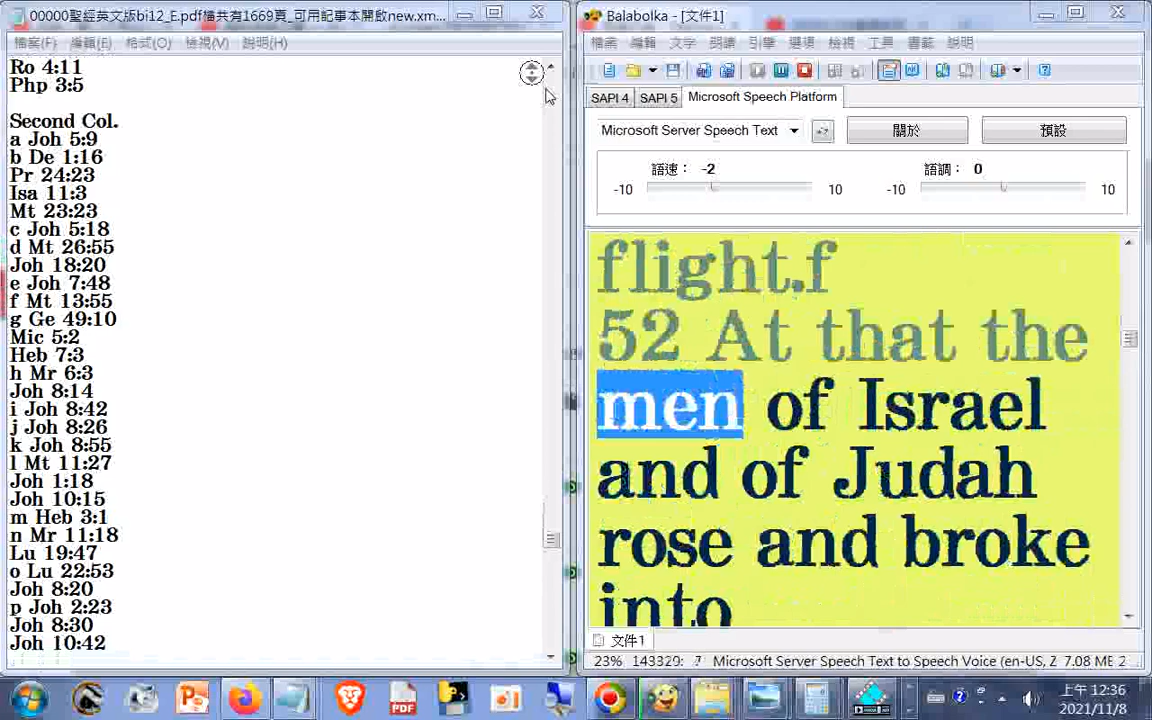 00000聖經英文版bi12_E.pdf檔共有1669頁_可用記事本開啟new.xm...
檔案(F) 編輯(E) 格式(O) 檢視(V) 說明(H)
Ro 4:11
Php 3:5
Second Col.
a Joh 5:9
b De 1:16
Pr 24:23
Isa 11:3
Mt 23:23
c Joh 5:18
d Mt 26:55
Joh 18:20
e Joh 7:48
f Mt 13:55
g Ge 49:10
Mic 5:2
Heb 7:3
h Mr 6:3
Joh 8:14
i Joh 8:42
j Joh 8:26
k Joh 8:55
l Mt 11:27
Joh 1:18
Joh 10:15
m Heb 3:1
n Mr 11:18
Lu 19:47
o Lu 22:53
Joh 8:20
p Joh 2:23
Joh 8:30
Joh 10:42
Balabolka - [文件1]
檔案 編輯 文字 朗讀 引擎 選項 檢視 工具 書籤 說明
SAPI 4 SAPI 5 Microsoft Speech Platform
Microsoft Server Speech Text 關於 預設
語速： -2 語調： 0
-10 10 -10 10
flight.f
52 At that the
men of Israel
and of Judah
rose and broke
into
文件1
23% 143329: 7 Microsoft Server Speech Text to Speech Voice (en-US, Z 7.08 ME 2
PDF
上午 12:36
2021/11/8